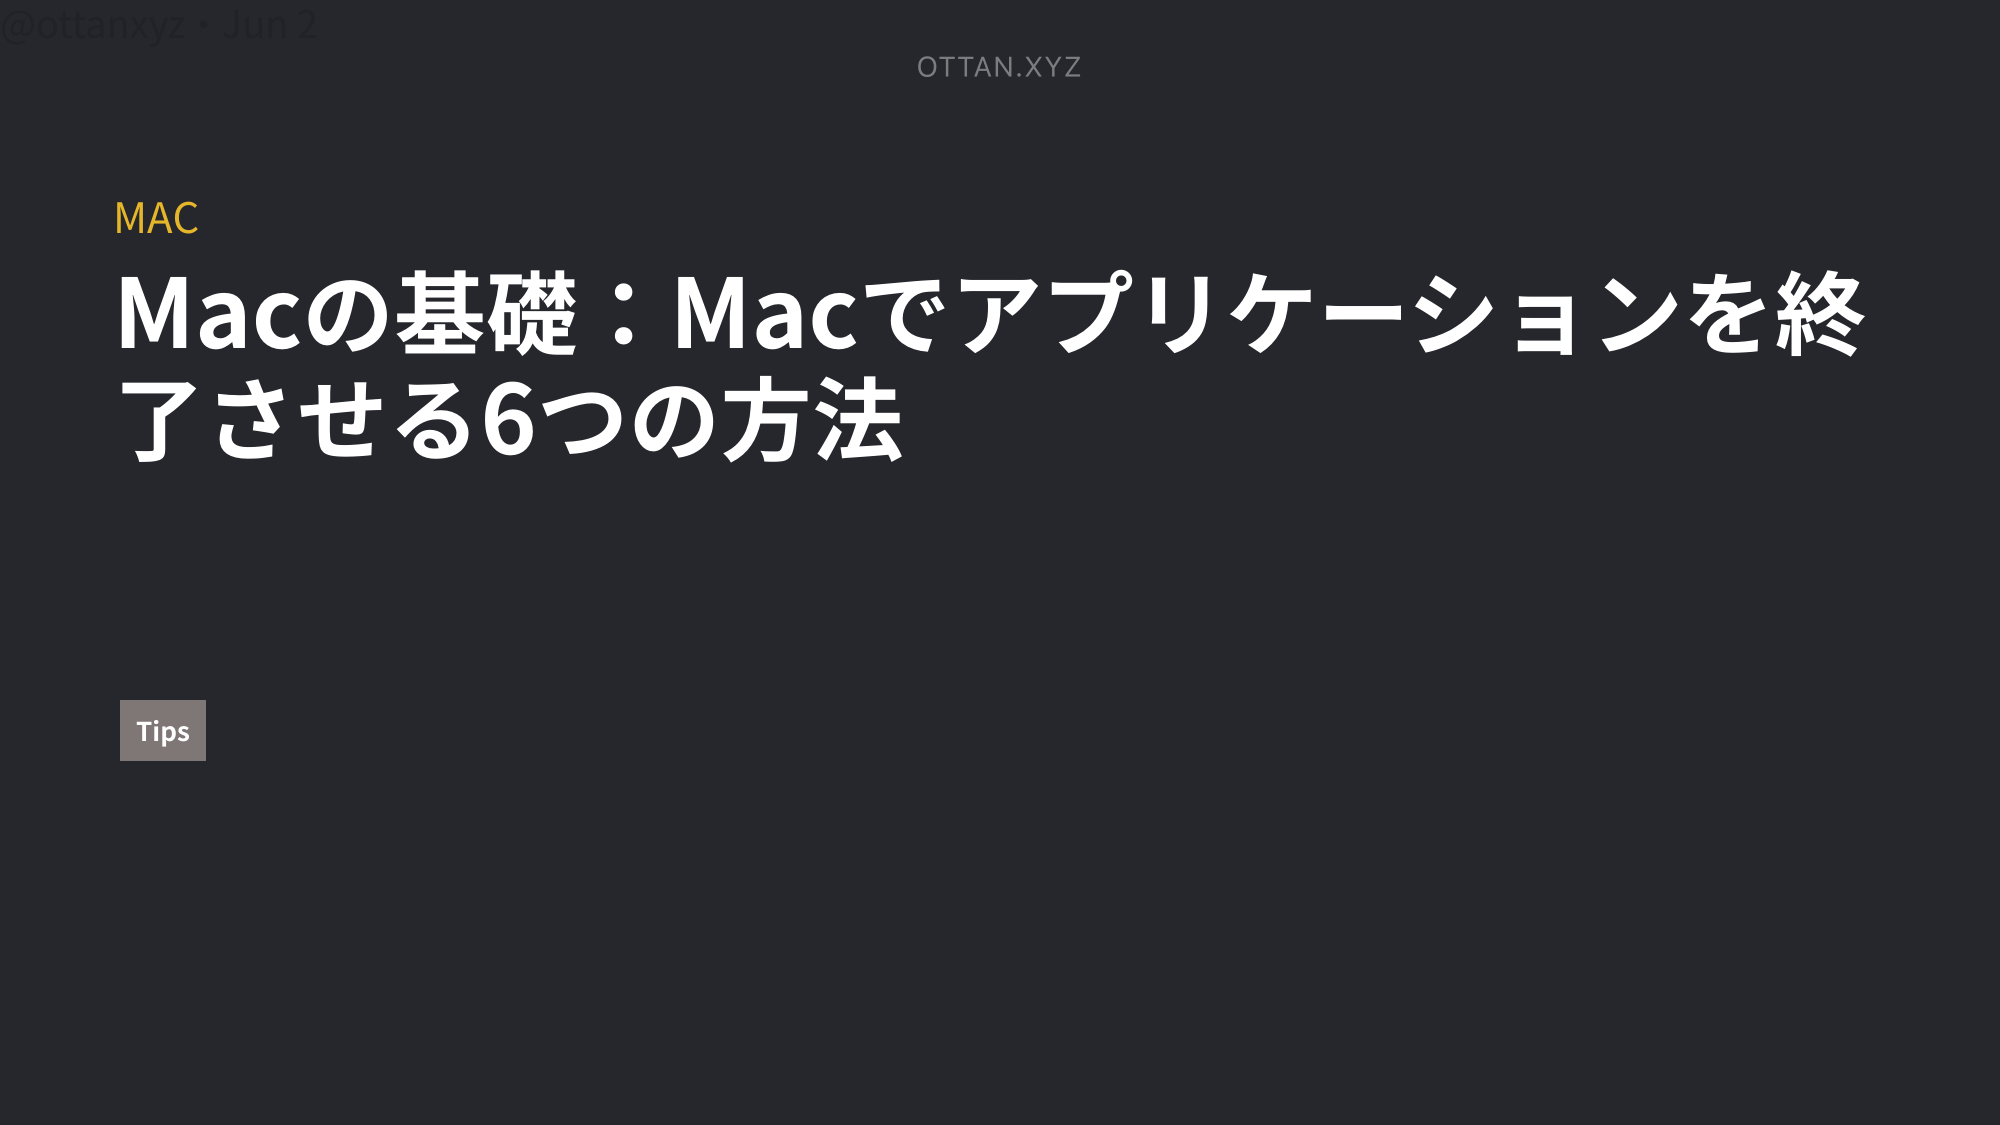 @ottanxyz・Jun 2
OTTAN.XYZ
MAC
Macの基礎：Macでアプリケーションを終
了させる6つの方法
Tips